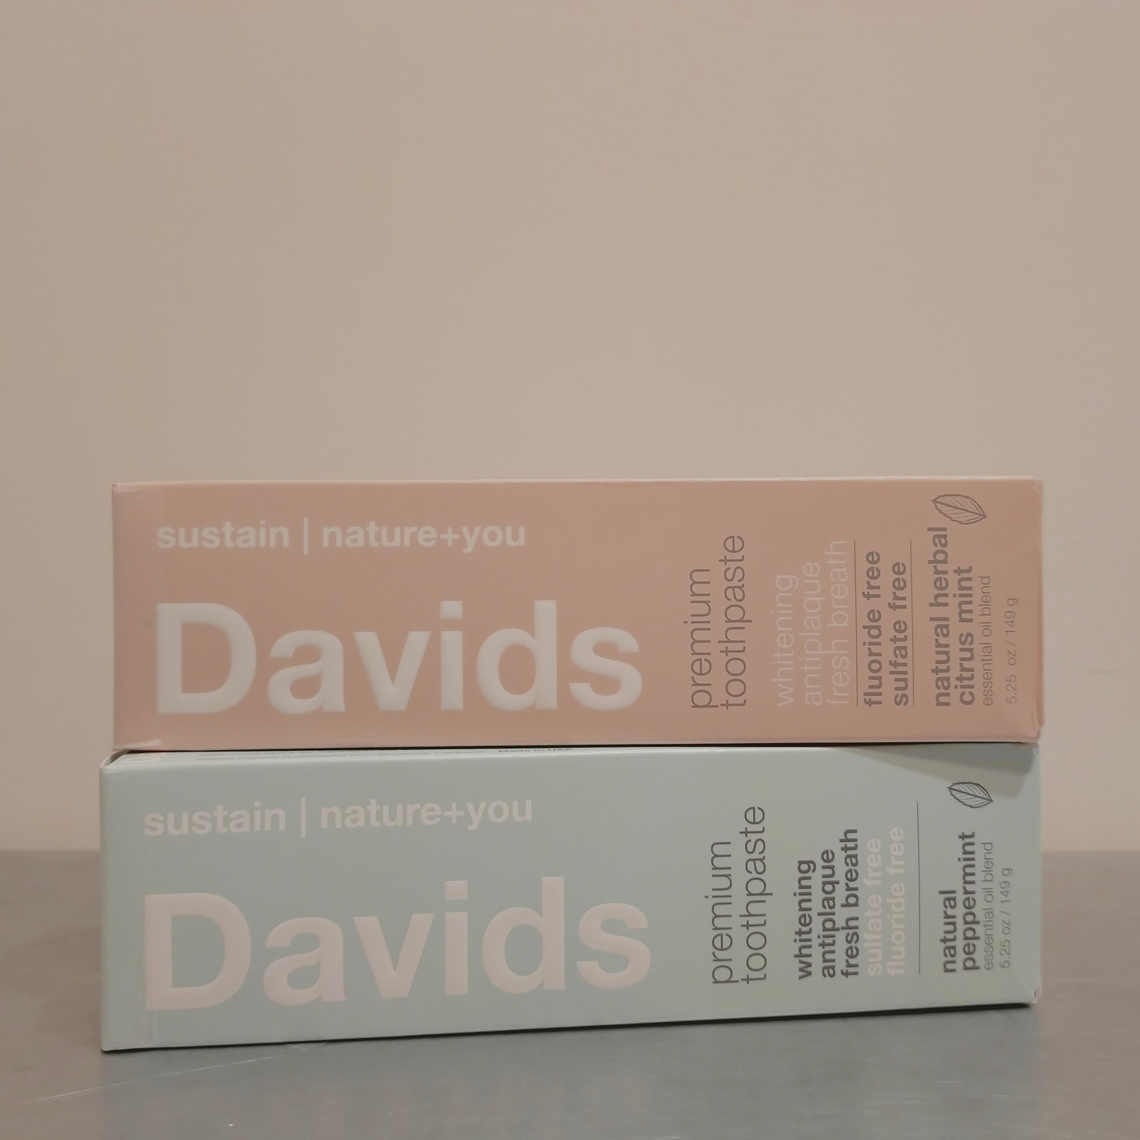 sustain | nature+you
Davids
premium
toothpaste
whitening
antiplaque
fresh breath
fluoride free
sulfate free
natural herbal
citrus mint
essential oil blend
5.25 oz / 149 g
sustain | nature+you
Davids
premium
toothpaste
whitening
antiplaque
fresh breath
sulfate free
fluoride free
natural
peppermint
essential oil blend
5.25 oz / 149 g